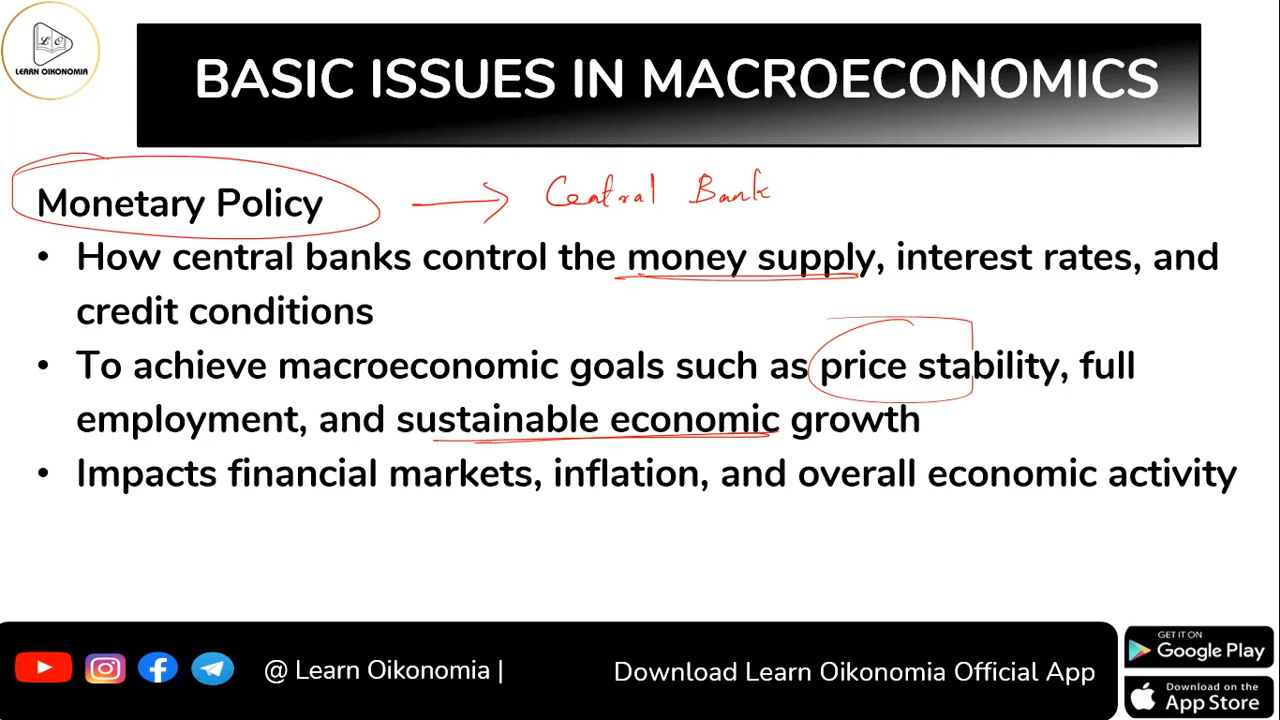 LO
LEARN OIKONOMIA
BASIC ISSUES IN MACROECONOMICS
Monetary Policy → Central Bank
• How central banks control the money supply, interest rates, and
credit conditions
• To achieve macroeconomic goals such as price stability, full
employment, and sustainable economic growth
• Impacts financial markets, inflation, and overall economic activity
@ Learn Oikonomia |
Download Learn Oikonomia Official App
GET IT ON
Google Play
Download on the
App Store